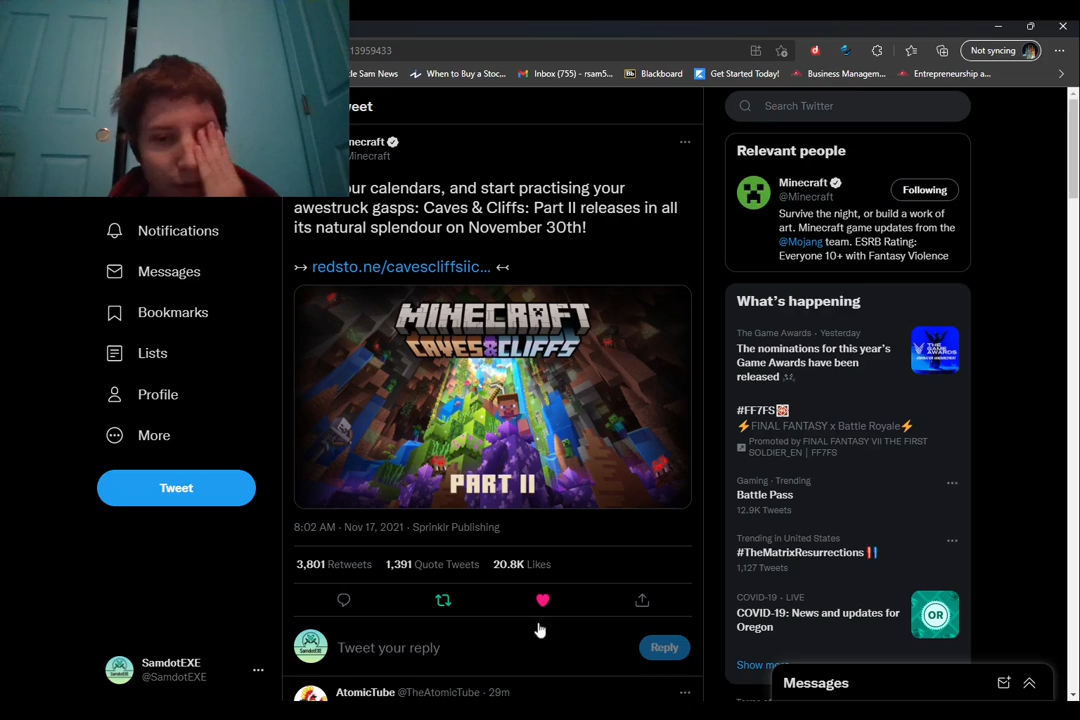 13959433
Not syncing
le Sam News
When to Buy a Stoc...
Inbox (755) - rsam5...
Bb Blackboard
Get Started Today!
Business Managem...
Entrepreneurship a...
weet
necraft
Minecraft
our calendars, and start practising your
awestruck gasps: Caves & Cliffs: Part II releases in all
its natural splendour on November 30th!
↣ redsto.ne/cavescliffsiic... ↢
MINECRAFT
CAVES & CLIFFS
PART II
8:02 AM · Nov 17, 2021 · Sprinklr Publishing
3,801 Retweets 1,391 Quote Tweets 20.8K Likes
SamdotEXE
Tweet your reply
Reply
AtomicTube @TheAtomicTube · 29m
Notifications
Messages
Bookmarks
Lists
Profile
More
Tweet
SamdotEXE
SamdotEXE
@SamdotEXE
Search Twitter
Relevant people
Minecraft
@Minecraft
Following
Survive the night, or build a work of
art. Minecraft game updates from the
@Mojang team. ESRB Rating:
Everyone 10+ with Fantasy Violence
What's happening
The Game Awards · Yesterday
The nominations for this year's
Game Awards have been
released
THE GAME AWARDS
#FF7FS
⚡FINAL FANTASY x Battle Royale⚡
Promoted by FINAL FANTASY VII THE FIRST
SOLDIER_EN | FF7FS
Gaming · Trending
Battle Pass
12.9K Tweets
Trending in United States
#TheMatrixResurrections
1,127 Tweets
COVID-19 · LIVE
COVID-19: News and updates for
Oregon
OR
Show more
Messages